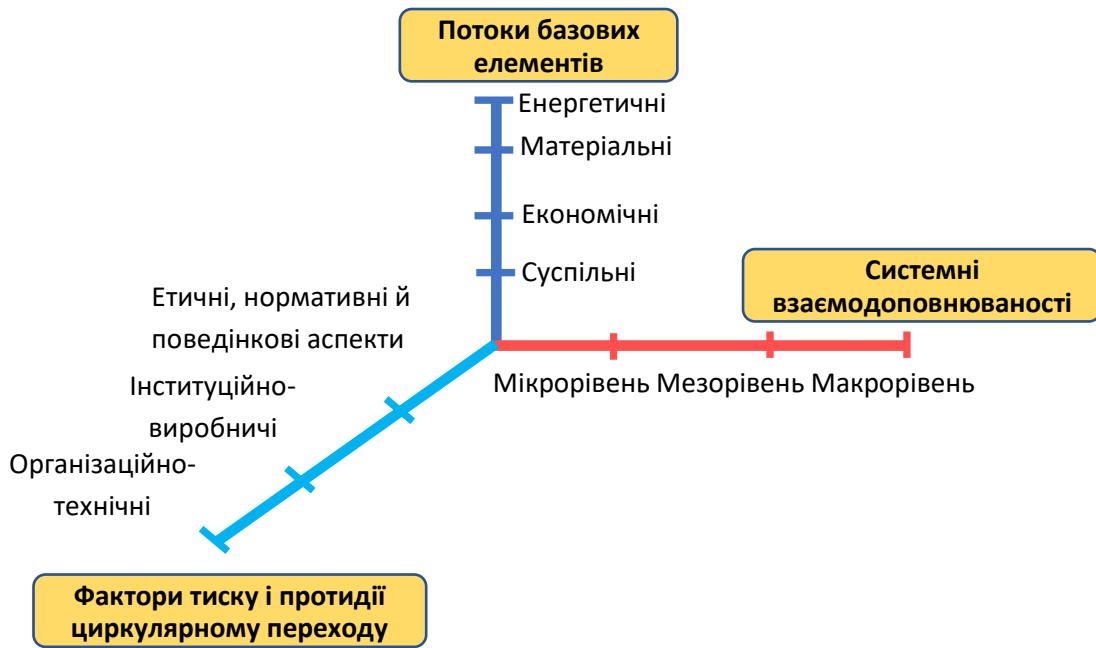 Потоки базових
елементів
Енергетичні
Матеріальні
Економічні
Суспільні
Системні
взаємодоповнюваності
Етичні, нормативні й
поведінкові аспекти
Мікрорівень Мезорівень Макрорівень
Інституційно-
виробничі
Організаційно-
технічні
Фактори тиску і протидії
циркулярному переходу